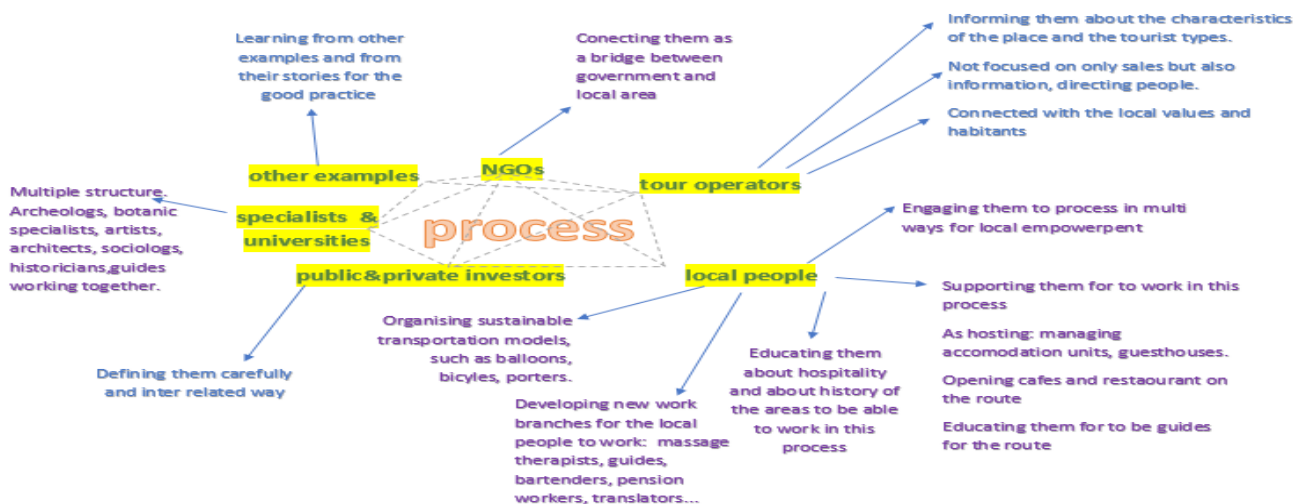 Learning from other
examples and from
their stories for the
good practice
Conecting them as
a bridge between
government and
local area
Informing them about the characteristics
of the place and the tourist types.
Not focused on only sales but also
information, directing people.
Connected with the local values and
habitants
other examples
NGOs
tour operators
Multiple structure.
Archeologs, botanic
specialists, artists,
architects, sociologs,
historicians,guides
working together.
specialists &
universities
process
Engaging them to process in multi
ways for local empowerpent
public&private investors
local people
Supporting them for to work in this
process
As hosting: managing
accomodation units, guesthouses.
Opening cafes and restaourant on
the route
Educating them for to be guides
for the route
Organising sustainable
transportation models,
such as balloons,
bicyles, porters.
Educating them
about hospitality
and about history of
the areas to be able
to work in this
process
Defining them carefully
and inter related way
Developing new work
branches for the local
people to work: massage
therapists, guides,
bartenders, pension
workers, translators...